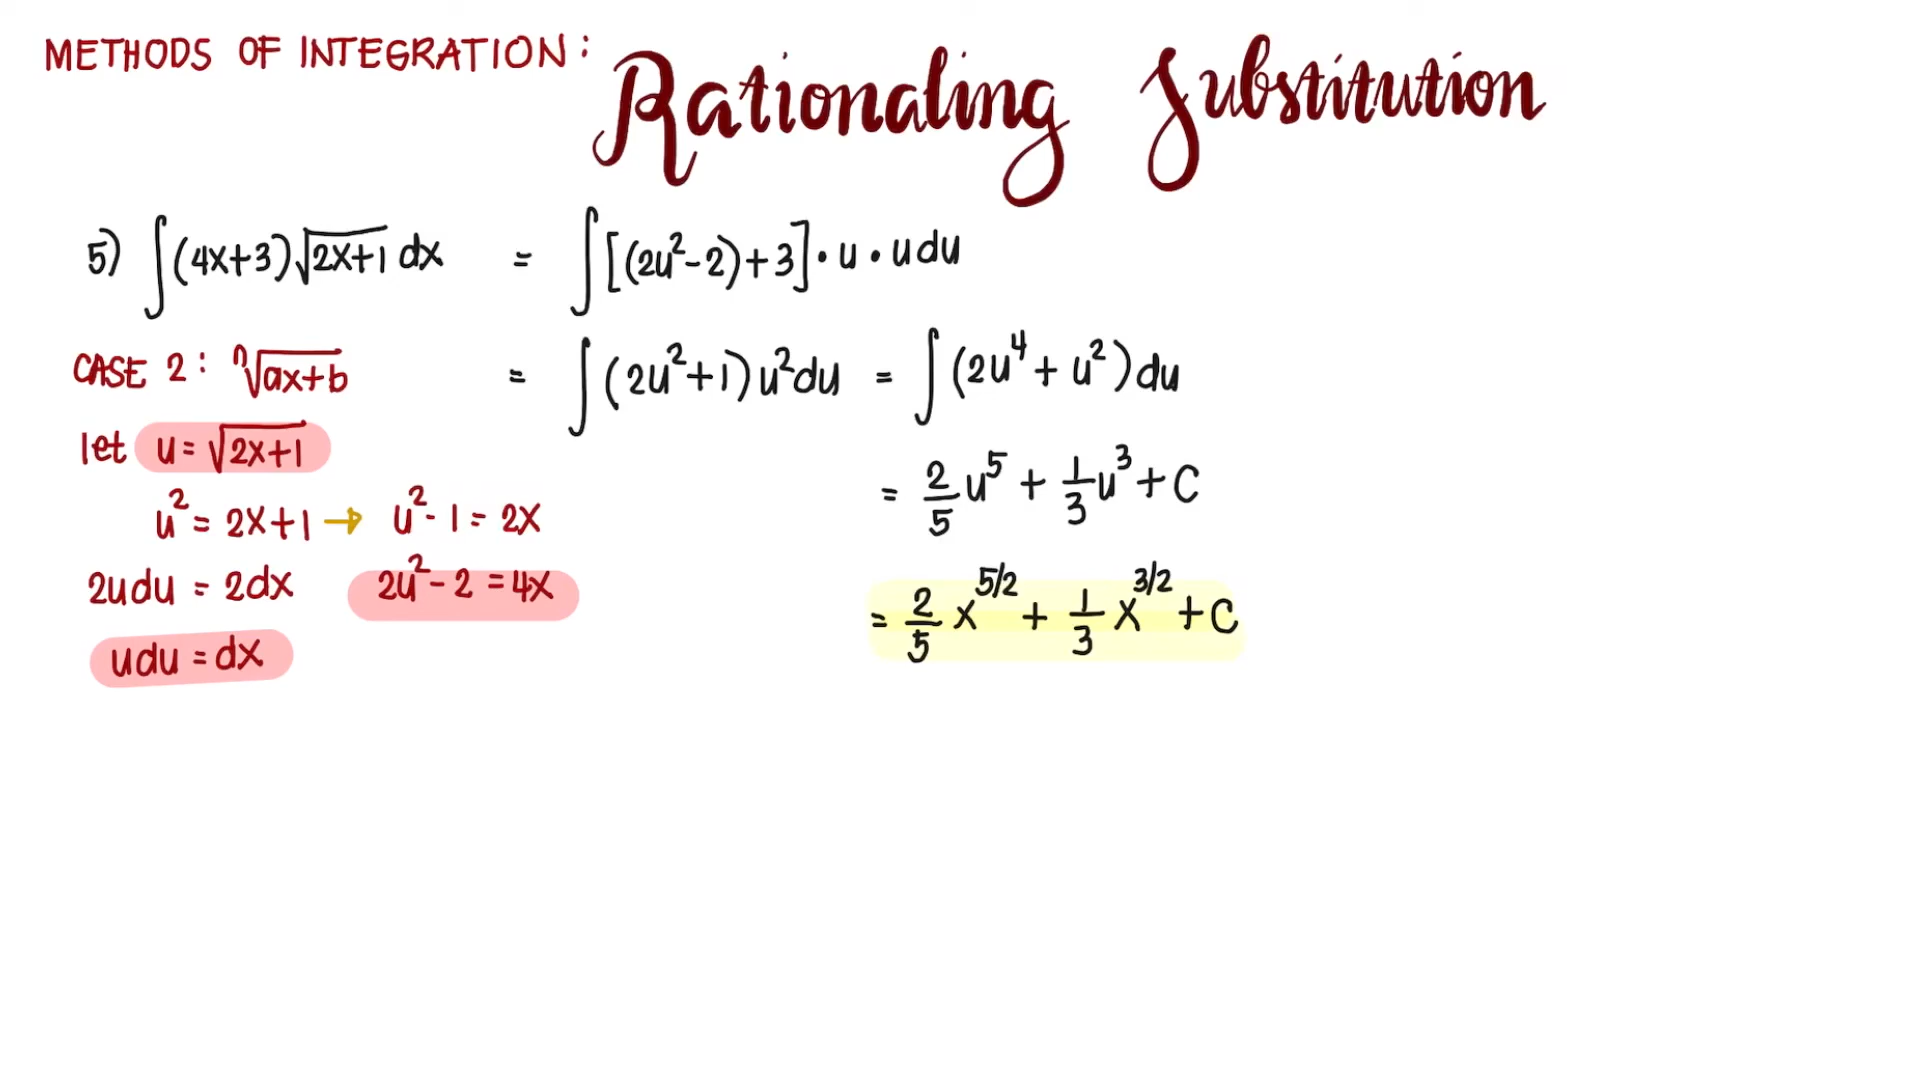 METHODS OF INTEGRATION: Rationaling Substitution
5) ∫(4x+3)√(2x+1) dx = ∫[(2u²-2)+3]·u·udu
CASE 2: ⁿ√(ax+b) = ∫(2u²+1)u²du = ∫(2u⁴+u²)du
let u=√(2x+1)
= 2/5 u⁵ + 1/3 u³ + C
u² = 2x+1 → u²-1 = 2x
2udu = 2dx 2u²-2 = 4x
= 2/5 x^(5/2) + 1/3 x^(3/2) + C
udu = dx